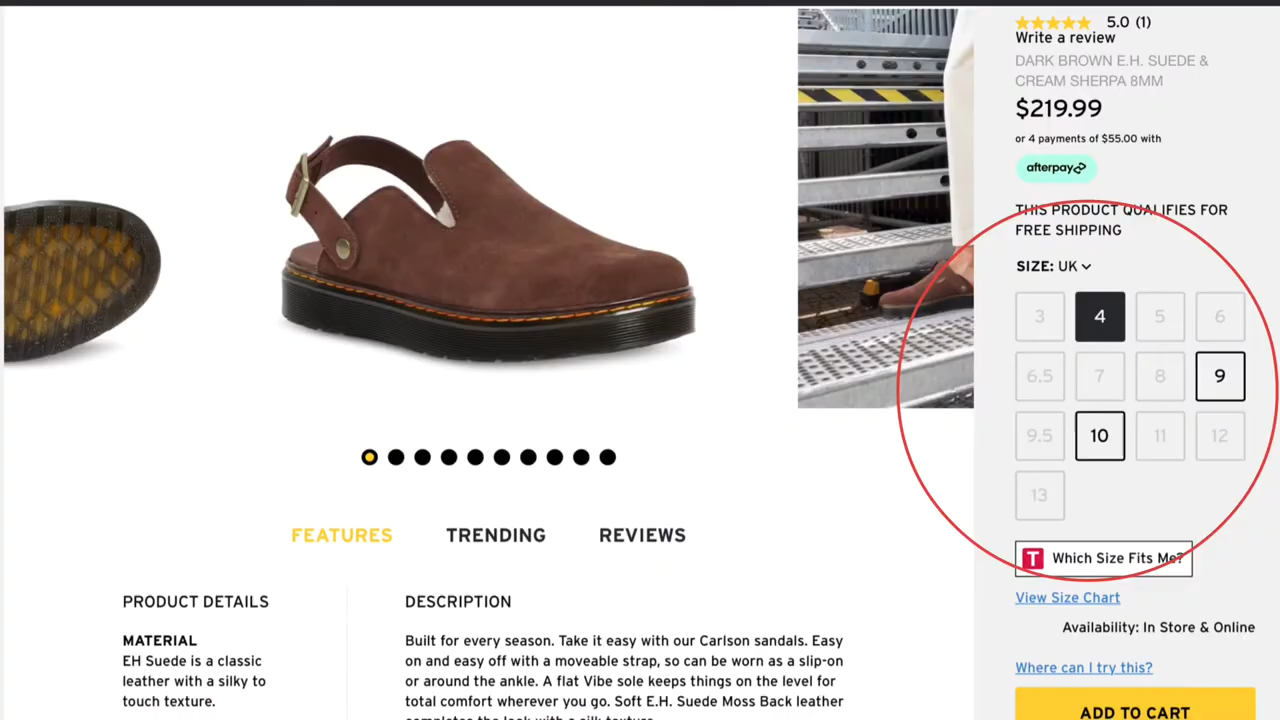 5.0 (1)
Write a review
DARK BROWN E.H. SUEDE &
CREAM SHERPA 8MM
$219.99
or 4 payments of $55.00 with
afterpay
THIS PRODUCT QUALIFIES FOR
FREE SHIPPING
SIZE: UK
3 4 5 6
6.5 7 8 9
9.5 10 11 12
13
T Which Size Fits Me?
View Size Chart
Availability: In Store & Online
Where can I try this?
ADD TO CART
FEATURES TRENDING REVIEWS
PRODUCT DETAILS
MATERIAL
EH Suede is a classic
leather with a silky to
touch texture.
DESCRIPTION
Built for every season. Take it easy with our Carlson sandals. Easy
on and easy off with a moveable strap, so can be worn as a slip-on
or around the ankle. A flat Vibe sole keeps things on the level for
total comfort wherever you go. Soft E.H. Suede Moss Back leather
completes the look with a silk texture.